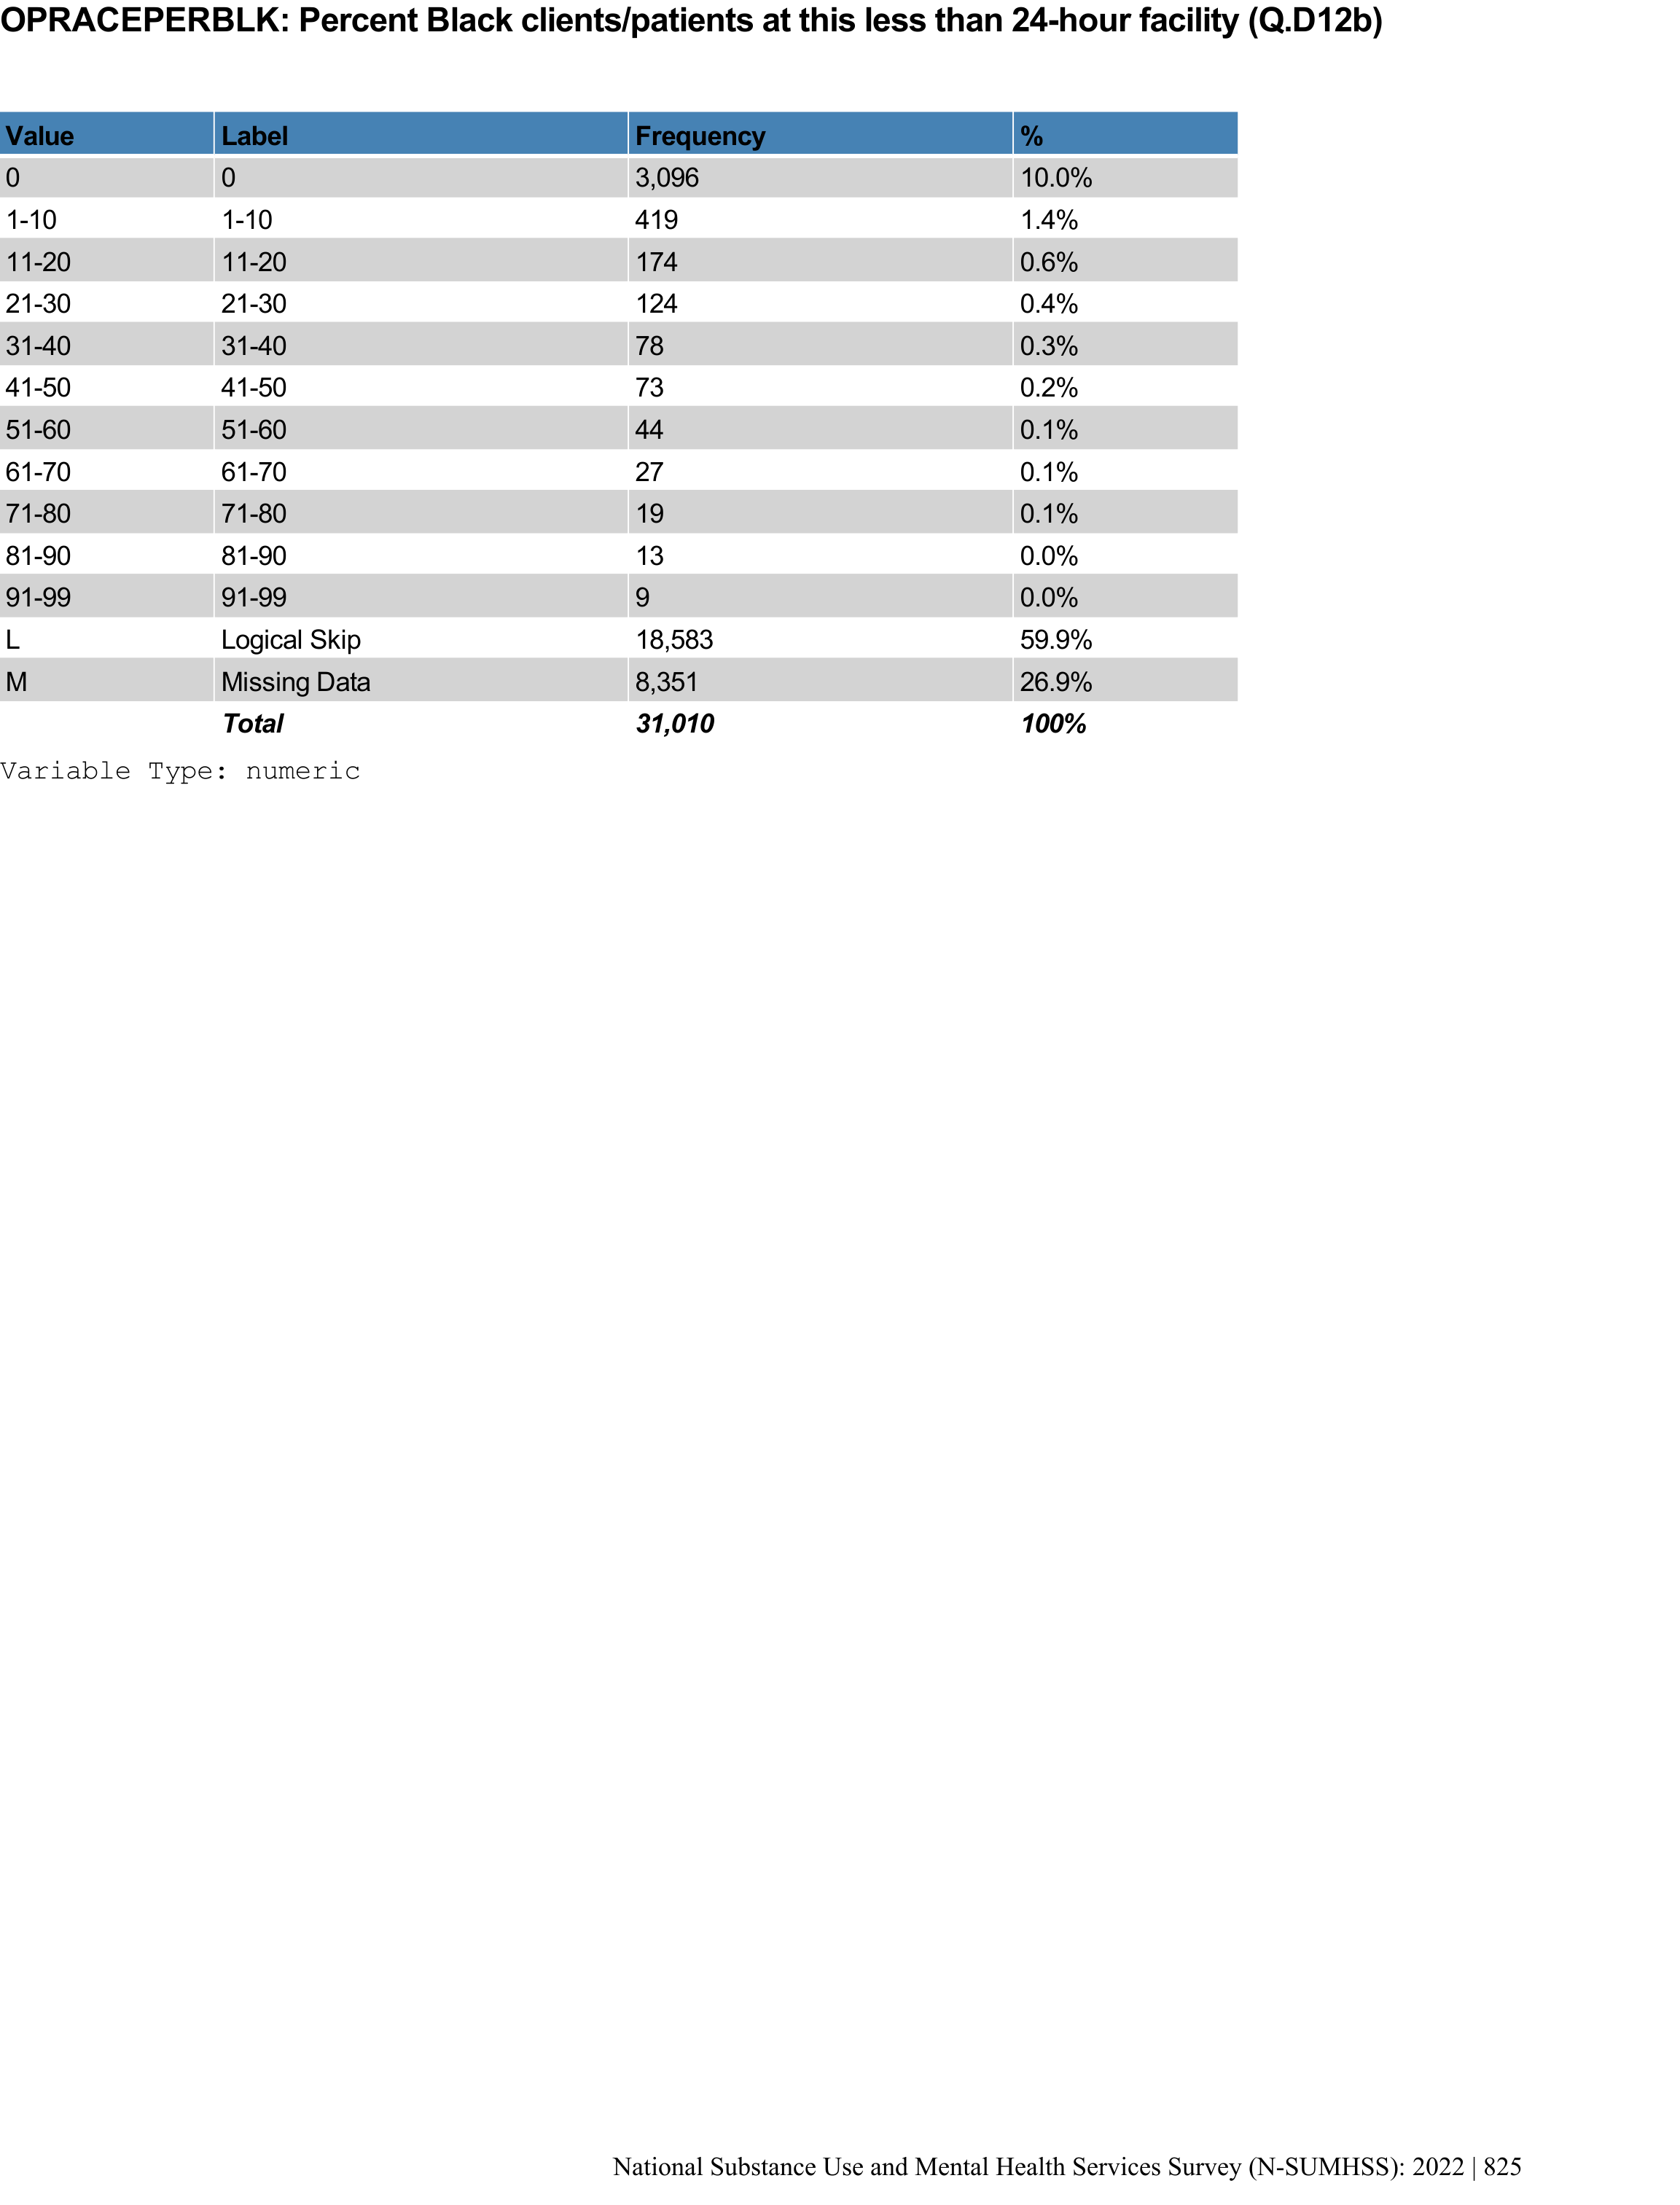 OPRACEPERBLK: Percent Black clients/patients at this less than 24-hour facility (Q.D12b)
Value Label Frequency %
0 0 3,096 10.0%
1-10 1-10 419 1.4%
11-20 11-20 174 0.6%
21-30 21-30 124 0.4%
31-40 31-40 78 0.3%
41-50 41-50 73 0.2%
51-60 51-60 44 0.1%
61-70 61-70 27 0.1%
71-80 71-80 19 0.1%
81-90 81-90 13 0.0%
91-99 91-99 9 0.0%
L Logical Skip 18,583 59.9%
M Missing Data 8,351 26.9%
Total 31,010 100%
Variable Type: numeric
National Substance Use and Mental Health Services Survey (N-SUMHSS): 2022 | 825